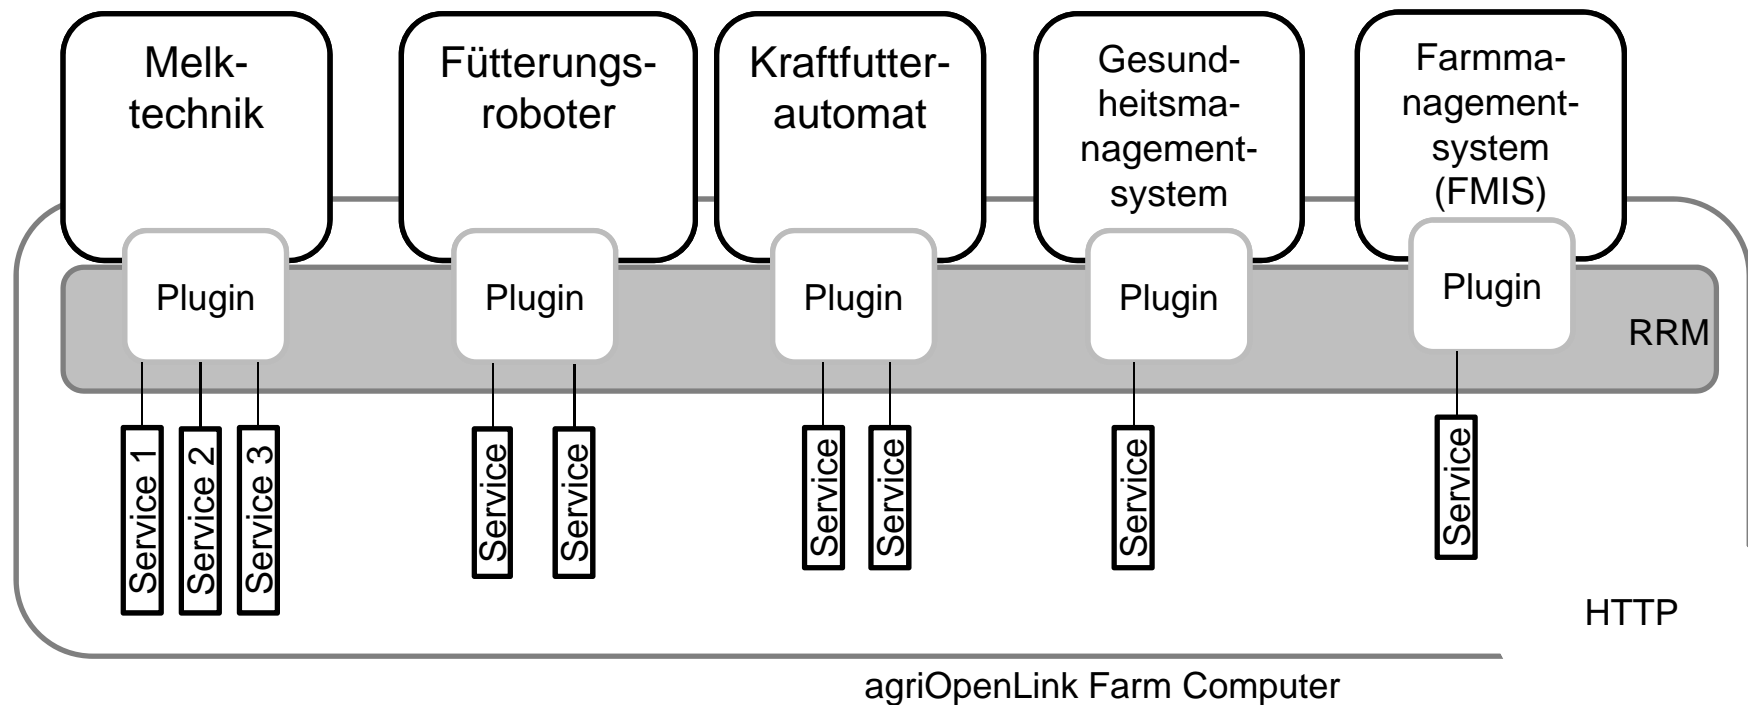 Melk-
technik
Fütterungs-
roboter
Kraftfutter-
automat
Gesund-
heitsma-
nagement-
system
Farmma-
nagement-
system
(FMIS)
Plugin
Plugin
Plugin
Plugin
Plugin
RRM
Service 1
Service 2
Service 3
Service
Service
Service
Service
Service
Service
HTTP
agriOpenLink Farm Computer